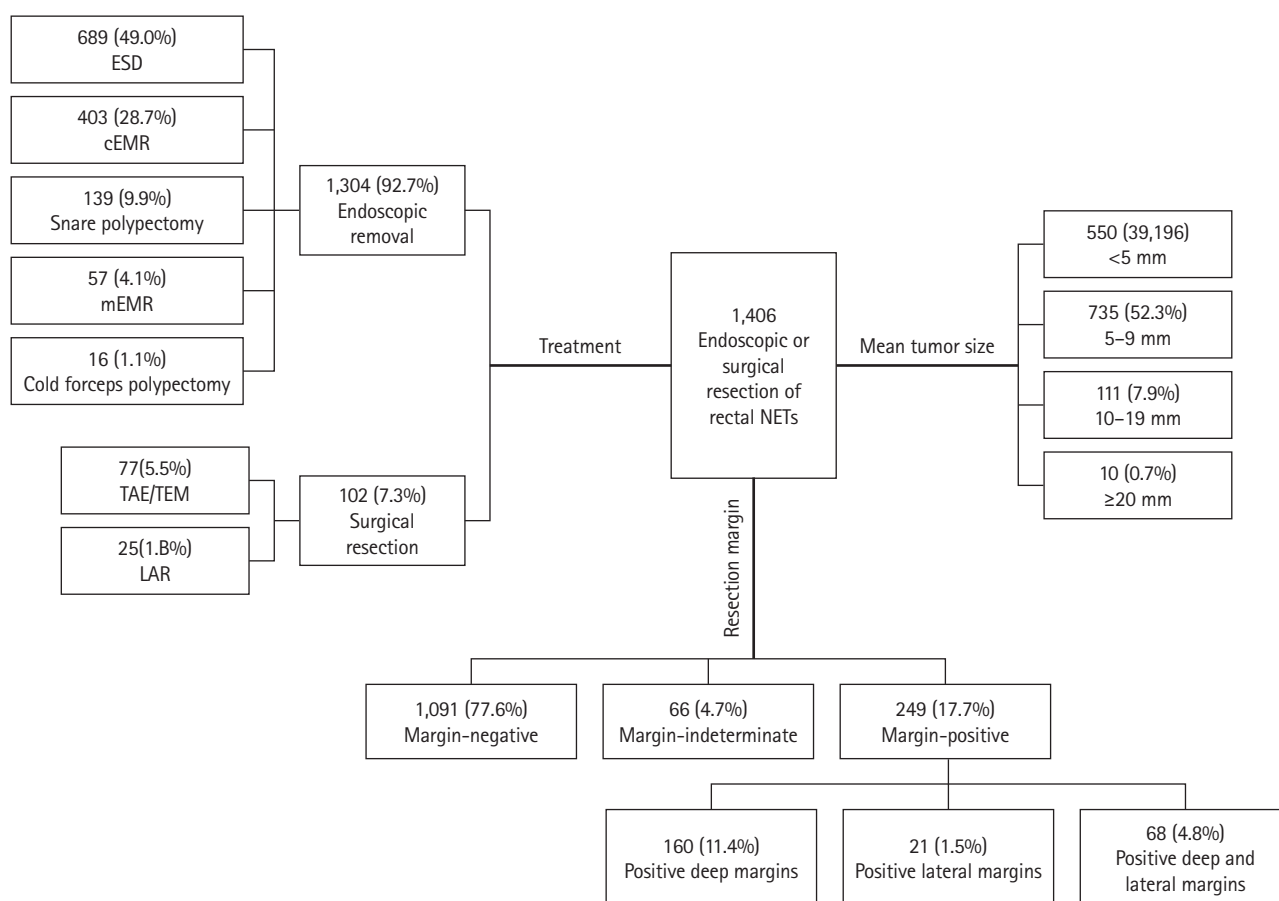 689 (49.0%)
ESD
403 (28.7%)
cEMR
139 (9.9%)
Snare polypectomy
57 (4.1%)
mEMR
16 (1.1%)
Cold forceps polypectomy
1,304 (92.7%)
Endoscopic
removal
77(5.5%)
TAE/TEM
25(1.B%)
LAR
102 (7.3%)
Surgical
resection
Treatment
1,406
Endoscopic or
surgical
resection of
rectal NETs
Mean tumor size
550 (39,196)
<5 mm
735 (52.3%)
5–9 mm
111 (7.9%)
10–19 mm
10 (0.7%)
≥20 mm
Resection margin
1,091 (77.6%)
Margin-negative
66 (4.7%)
Margin-indeterminate
249 (17.7%)
Margin-positive
160 (11.4%)
Positive deep margins
21 (1.5%)
Positive lateral margins
68 (4.8%)
Positive deep and
lateral margins